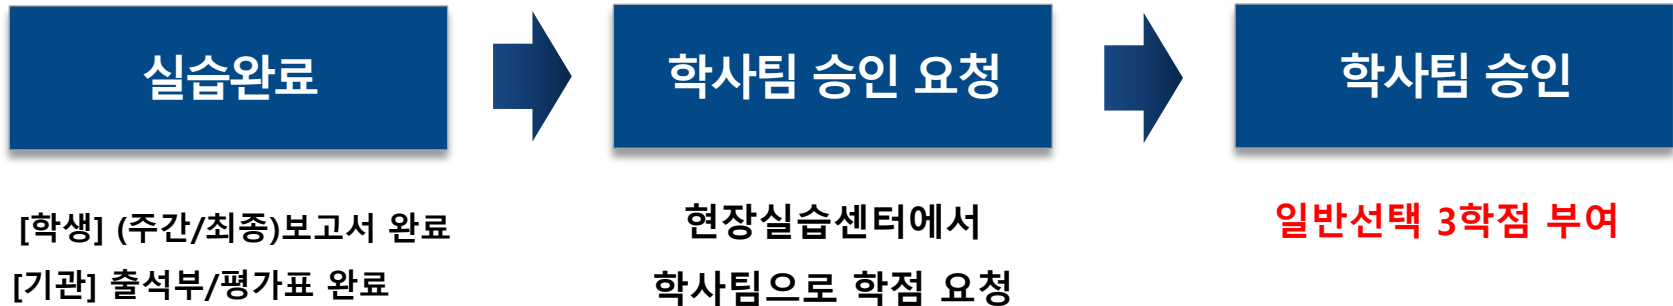 실습완료
학사팀 승인 요청
학사팀 승인
[학생] (주간/최종)보고서 완료
[기관] 출석부/평가표 완료
현장실습센터에서
학사팀으로 학점 요청
일반선택 3학점 부여